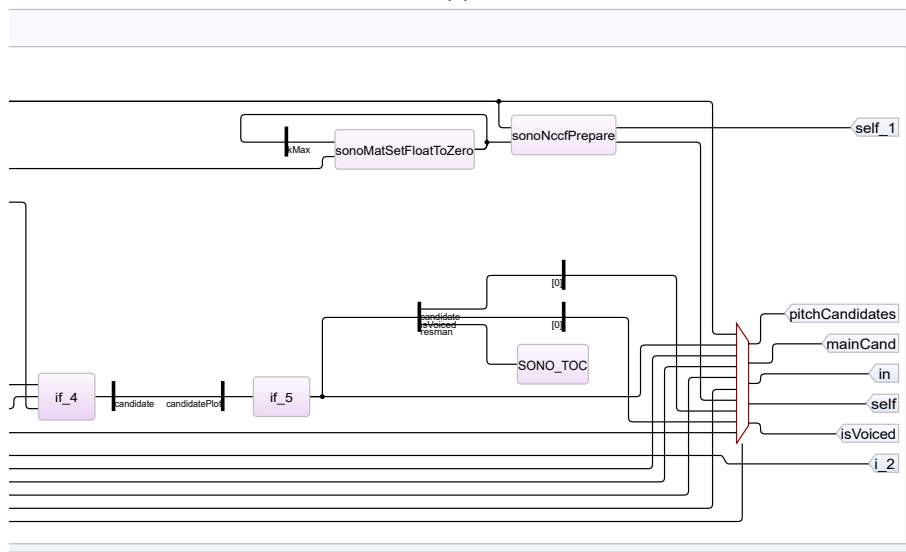 self_1
sonoNccfPrepare
kMax
sonoMatSetFloatToZero
[0]
pitchCandidates
candidate
isVoiced
resman
[0]
mainCand
SONO_TOC
in
if_4
candidate
candidatePlot
if_5
self
isVoiced
i_2